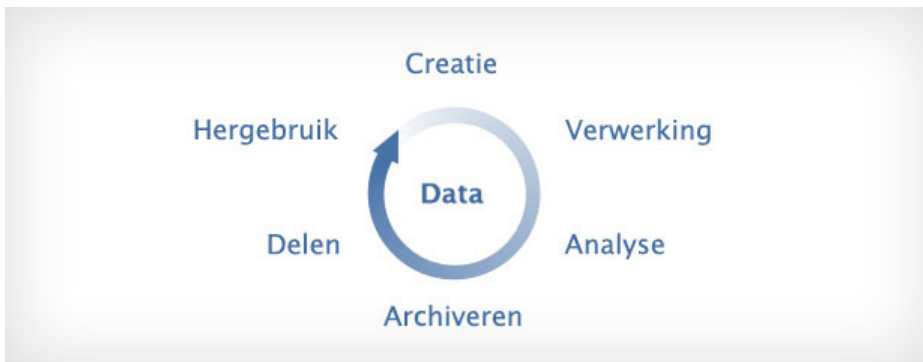 Creatie
Hergebruik
Verwerking
Data
Delen
Analyse
Archiveren